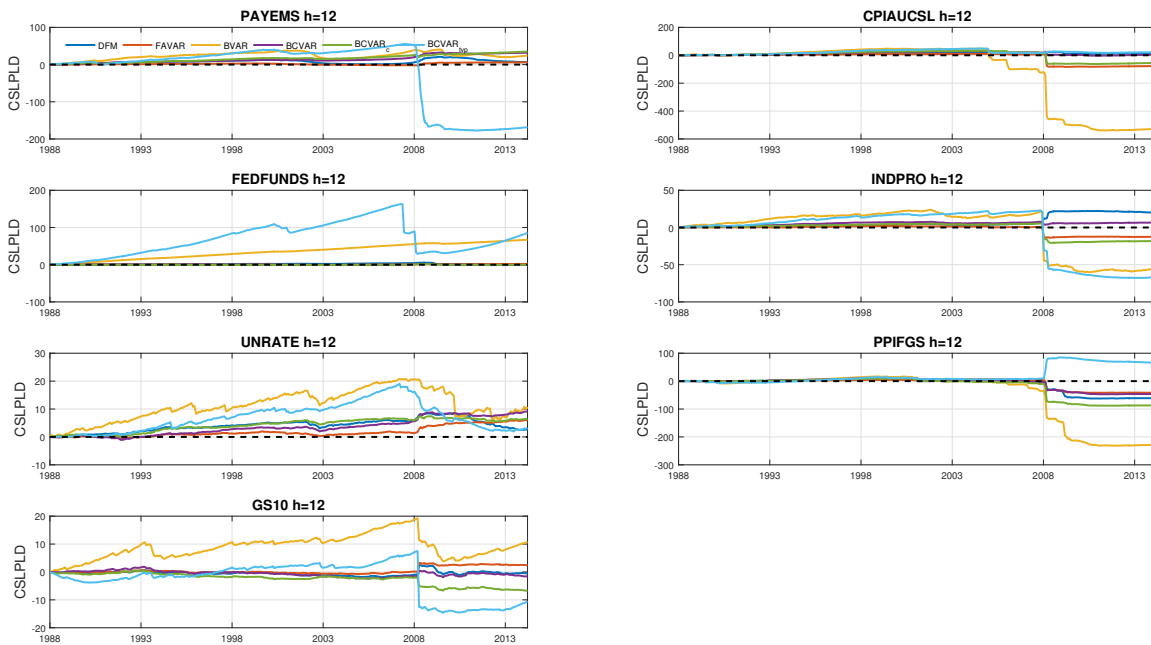 PAYEMS h=12
CSLPLD
100
0
-100
-200
DFM FAVAR BVAR BCVAR BCVARc BCVARtvp
1988 1993 1998 2003 2008 2013
CPIAUCSL h=12
CSLPLD
200
0
-200
-400
-600
1988 1993 1998 2003 2008 2013
FEDFUNDS h=12
CSLPLD
200
100
0
-100
1988 1993 1998 2003 2008 2013
INDPRO h=12
CSLPLD
50
0
-50
-100
1988 1993 1998 2003 2008 2013
UNRATE h=12
CSLPLD
30
20
10
0
-10
1988 1993 1998 2003 2008 2013
PPIFGS h=12
CSLPLD
100
0
-100
-200
-300
1988 1993 1998 2003 2008 2013
GS10 h=12
CSLPLD
20
10
0
-10
-20
1988 1993 1998 2003 2008 2013